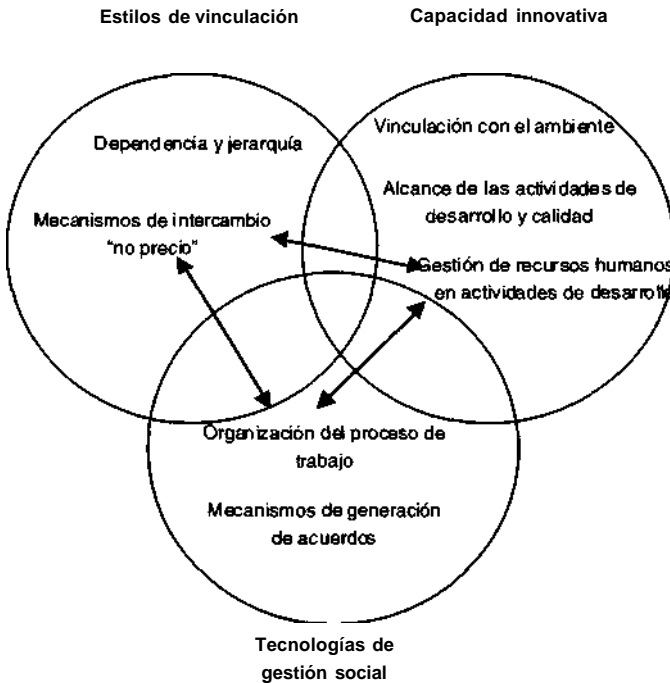 Estilos de vinculación
Capacidad innovativa
Dependencia y jerarquía
Mecanismos de intercambio
"no precio"
Vinculación con el ambiente
Alcance de las actividades de
desarrollo y calidad
Gestión de recursos humanos
en actividades de desarrollo
Organización del proceso de
trabajo
Mecanismos de generación
de acuerdos
Tecnologías de
gestión social